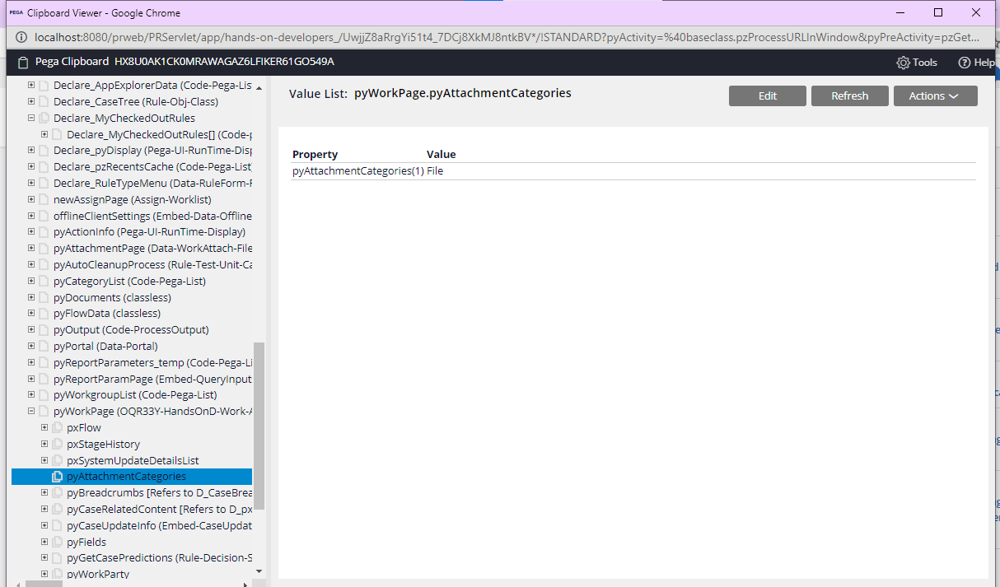 PEGA Clipboard Viewer - Google Chrome
localhost:8080/prweb/PRServlet/app/hands-on-developers_/UwjjZ8aRrgYi51t4_7DCj8XkMJ8ntkBV*/!STANDARD?pyActivity=%40baseclass.pzProcessURLInWindow&pyPreActivity=pzGet...
Pega Clipboard HX8U0AK1CK0MRAWAGAZ6LFIKER61GO549A
Tools
Help
Declare_AppExplorerData (Code-Pega-Lis
Declare_CaseTree (Rule-Obj-Class)
Declare_MyCheckedOutRules
Declare_MyCheckedOutRules[] (Code-p
Declare_pyDisplay (Pega-UI-RunTime-Disp
Declare_pzRecentsCache (Code-Pega-List)
Declare_RuleTypeMenu (Data-RuleForm-F
newAssignPage (Assign-Worklist)
offlineClientSettings (Embed-Data-Offline
pyActionInfo (Pega-UI-RunTime-Display)
pyAttachmentPage (Data-WorkAttach-File
pyAutoCleanupProcess (Rule-Test-Unit-Ca
pyCategoryList (Code-Pega-List)
pyDocuments (classless)
pyFlowData (classless)
pyOutput (Code-ProcessOutput)
pyPortal (Data-Portal)
pyReportParameters_temp (Code-Pega-Li
pyReportParamPage (Embed-QueryInput
pyWorkgroupList (Code-Pega-List)
pyWorkPage (OQR33Y-HandsOnD-Work-A
pxFlow
pxStageHistory
pxSystemUpdateDetailsList
pyAttachmentCategories
pyBreadcrumbs [Refers to D_CaseBrea
pyCaseRelatedContent [Refers to D_px
pyCaseUpdateInfo (Embed-CaseUpdat
pyFields
pyGetCasePredictions (Rule-Decision-S
pyWorkParty
Value List: pyWorkPage.pyAttachmentCategories
Edit
Refresh
Actions
Property Value
pyAttachmentCategories(1) File